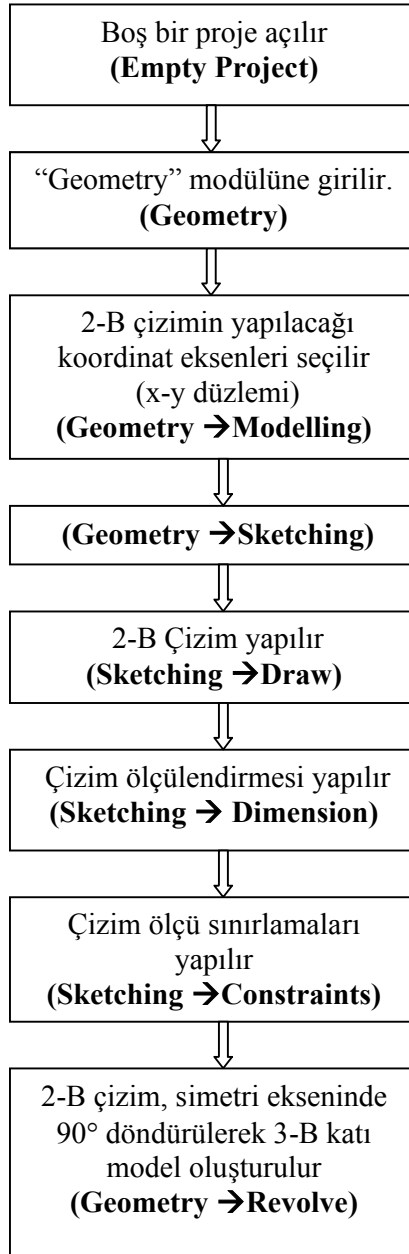 Boş bir proje açılır
(Empty Project)
“Geometry” modülüne girilir.
(Geometry)
2-B çizimin yapılacağı
koordinat eksenleri seçilir
(x-y düzlemi)
(Geometry →Modelling)
(Geometry →Sketching)
2-B Çizim yapılır
(Sketching →Draw)
Çizim ölçülendirmesi yapılır
(Sketching → Dimension)
Çizim ölçü sınırlamaları
yapılır
(Sketching →Constraints)
2-B çizim, simetri ekseninde
90° döndürülerek 3-B katı
model oluşturulur
(Geometry →Revolve)